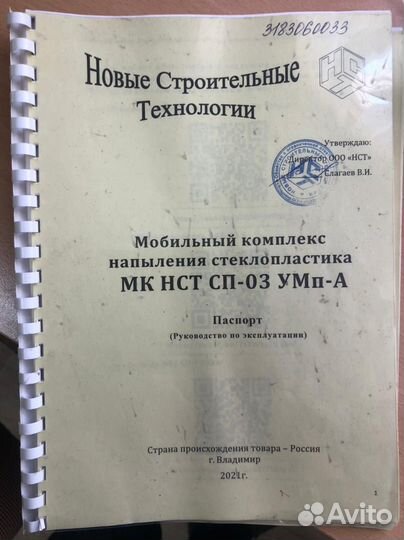 3183060033
Новые Строительные
Технологии
НСТ
Утверждаю:
Директор ООО «НСТ»
Слагаев В.И.
Мобильный комплекс
напыления стеклопластика
МК НСТ СП-03 УМп-А
Паспорт
(Руководство по эксплуатации)
Страна происхождения товара – Россия
г. Владимир
2021г.
1
Avito